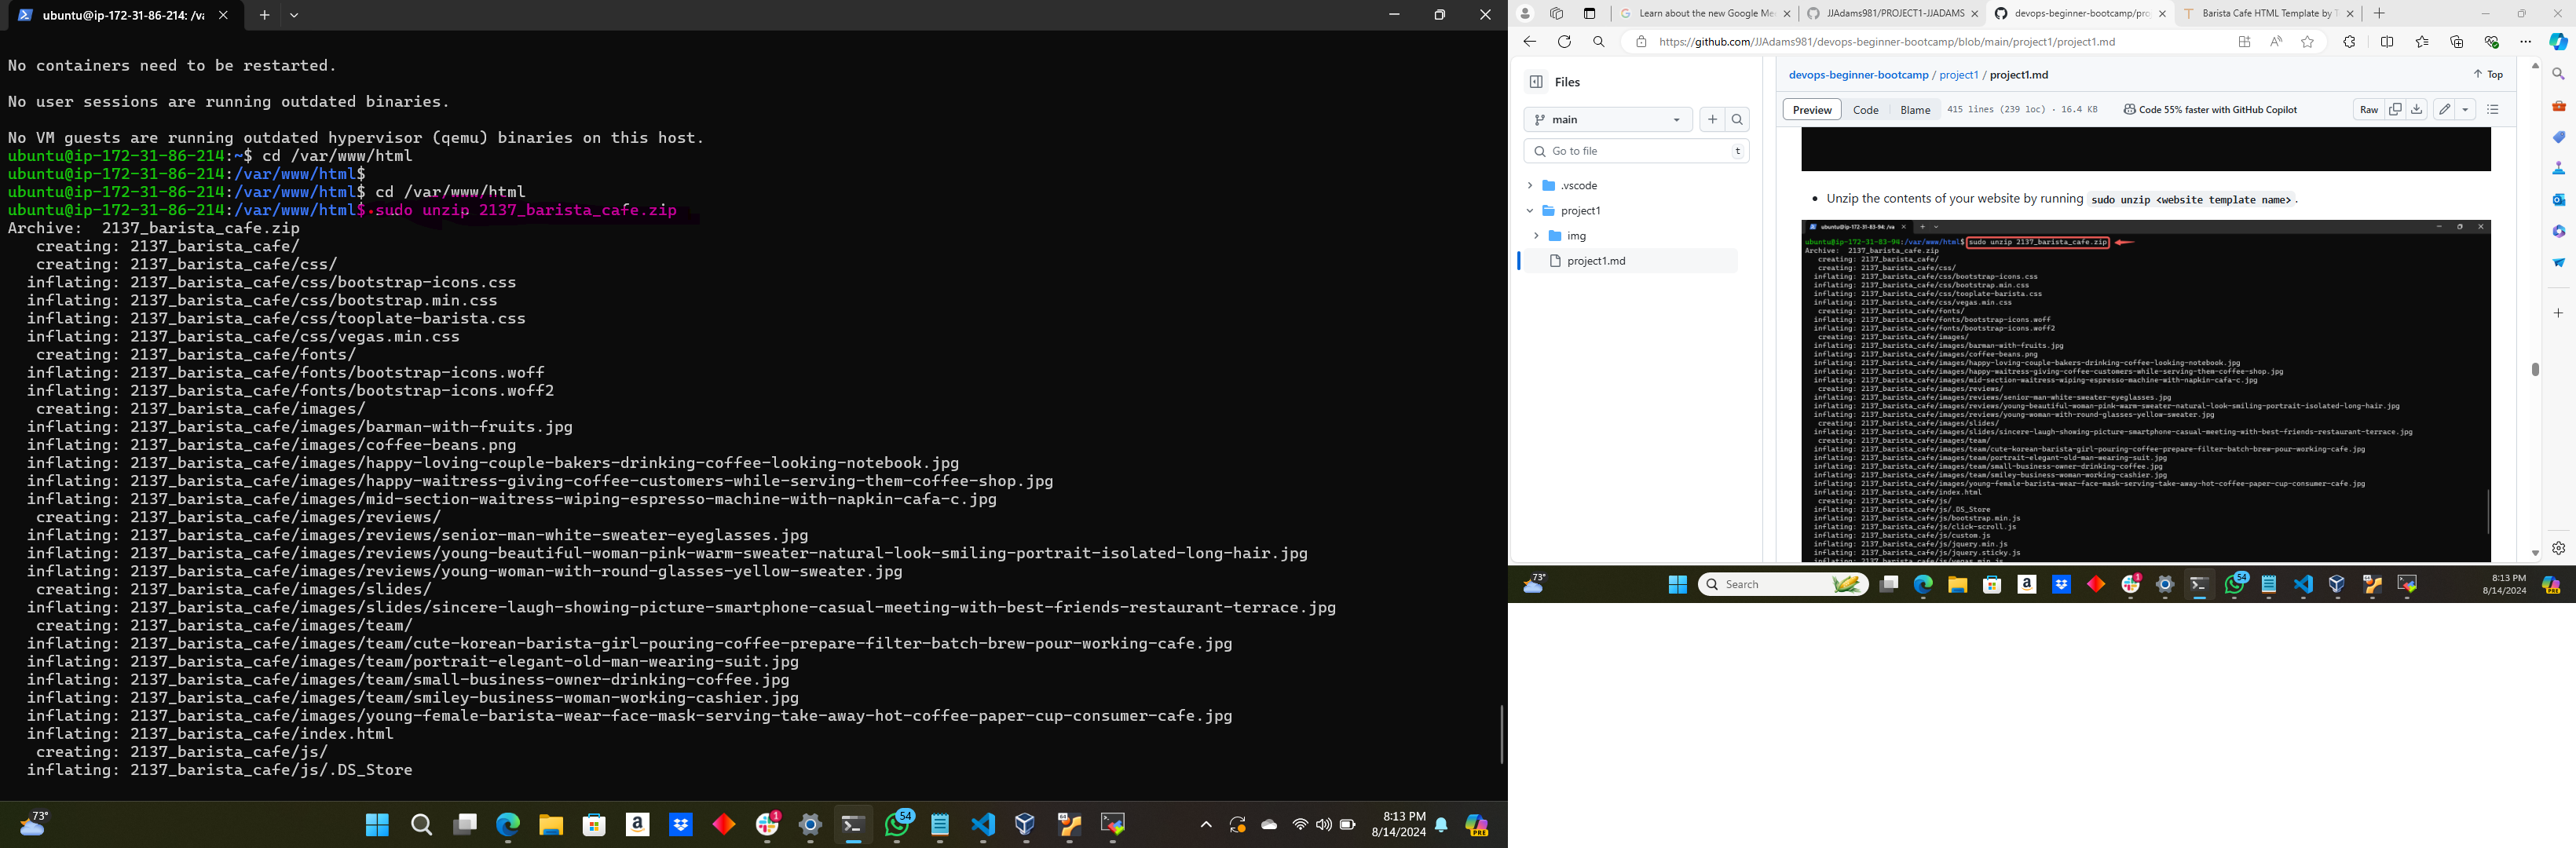 ubuntu@ip-172-31-86-214: /va
No containers need to be restarted.
No user sessions are running outdated binaries.
No VM guests are running outdated hypervisor (qemu) binaries on this host.
ubuntu@ip-172-31-86-214:~$ cd /var/www/html
ubuntu@ip-172-31-86-214:/var/www/html$
ubuntu@ip-172-31-86-214:/var/www/html$ cd /var/www/html
ubuntu@ip-172-31-86-214:/var/www/html$ sudo unzip 2137_barista_cafe.zip
Archive:  2137_barista_cafe.zip
creating: 2137_barista_cafe/
creating: 2137_barista_cafe/css/
inflating: 2137_barista_cafe/css/bootstrap-icons.css
inflating: 2137_barista_cafe/css/bootstrap.min.css
inflating: 2137_barista_cafe/css/tooplate-barista.css
inflating: 2137_barista_cafe/css/vegas.min.css
creating: 2137_barista_cafe/fonts/
inflating: 2137_barista_cafe/fonts/bootstrap-icons.woff
inflating: 2137_barista_cafe/fonts/bootstrap-icons.woff2
creating: 2137_barista_cafe/images/
inflating: 2137_barista_cafe/images/barman-with-fruits.jpg
inflating: 2137_barista_cafe/images/coffee-beans.png
inflating: 2137_barista_cafe/images/happy-loving-couple-bakers-drinking-coffee-looking-notebook.jpg
inflating: 2137_barista_cafe/images/happy-waitress-giving-coffee-customers-while-serving-them-coffee-shop.jpg
inflating: 2137_barista_cafe/images/mid-section-waitress-wiping-espresso-machine-with-napkin-cafa-c.jpg
creating: 2137_barista_cafe/images/reviews/
inflating: 2137_barista_cafe/images/reviews/senior-man-white-sweater-eyeglasses.jpg
inflating: 2137_barista_cafe/images/reviews/young-beautiful-woman-pink-warm-sweater-natural-look-smiling-portrait-isolated-long-hair.jpg
inflating: 2137_barista_cafe/images/reviews/young-woman-with-round-glasses-yellow-sweater.jpg
creating: 2137_barista_cafe/images/slides/
inflating: 2137_barista_cafe/images/slides/sincere-laugh-showing-picture-smartphone-casual-meeting-with-best-friends-restaurant-terrace.jpg
creating: 2137_barista_cafe/images/team/
inflating: 2137_barista_cafe/images/team/cute-korean-barista-girl-pouring-coffee-prepare-filter-batch-brew-pour-working-cafe.jpg
inflating: 2137_barista_cafe/images/team/portrait-elegant-old-man-wearing-suit.jpg
inflating: 2137_barista_cafe/images/team/small-business-owner-drinking-coffee.jpg
inflating: 2137_barista_cafe/images/team/smiley-business-woman-working-cashier.jpg
inflating: 2137_barista_cafe/images/young-female-barista-wear-face-mask-serving-take-away-hot-coffee-paper-cup-consumer-cafe.jpg
inflating: 2137_barista_cafe/index.html
creating: 2137_barista_cafe/js/
inflating: 2137_barista_cafe/js/.DS_Store
73°
1
54
8:13 PM
8/14/2024
PRE
Learn about the new Google Me
JJAdams981/PROJECT1-JJADAMS
devops-beginner-bootcamp/pro
Barista Cafe HTML Template by T
https://github.com/JJAdams981/devops-beginner-bootcamp/blob/main/project1/project1.md
Files
main
Go to file
t
.vscode
project1
img
project1.md
devops-beginner-bootcamp / project1 / project1.md
Top
Preview Code Blame 415 lines (239 loc) · 16.4 KB Code 55% faster with GitHub Copilot Raw
Unzip the contents of your website by running sudo unzip <website template name>.
ubuntu@ip-172-31-83-94: /va
ubuntu@ip-172-31-83-94:/var/www/html$ sudo unzip 2137_barista_cafe.zip
Archive:  2137_barista_cafe.zip
creating: 2137_barista_cafe/
creating: 2137_barista_cafe/css/
inflating: 2137_barista_cafe/css/bootstrap-icons.css
inflating: 2137_barista_cafe/css/bootstrap.min.css
inflating: 2137_barista_cafe/css/tooplate-barista.css
inflating: 2137_barista_cafe/css/vegas.min.css
creating: 2137_barista_cafe/fonts/
inflating: 2137_barista_cafe/fonts/bootstrap-icons.woff
inflating: 2137_barista_cafe/fonts/bootstrap-icons.woff2
creating: 2137_barista_cafe/images/
inflating: 2137_barista_cafe/images/barman-with-fruits.jpg
inflating: 2137_barista_cafe/images/coffee-beans.png
inflating: 2137_barista_cafe/images/happy-loving-couple-bakers-drinking-coffee-looking-notebook.jpg
inflating: 2137_barista_cafe/images/happy-waitress-giving-coffee-customers-while-serving-them-coffee-shop.jpg
inflating: 2137_barista_cafe/images/mid-section-waitress-wiping-espresso-machine-with-napkin-cafa-c.jpg
creating: 2137_barista_cafe/images/reviews/
inflating: 2137_barista_cafe/images/reviews/senior-man-white-sweater-eyeglasses.jpg
inflating: 2137_barista_cafe/images/reviews/young-beautiful-woman-pink-warm-sweater-natural-look-smiling-portrait-isolated-long-hair.jpg
inflating: 2137_barista_cafe/images/reviews/young-woman-with-round-glasses-yellow-sweater.jpg
creating: 2137_barista_cafe/images/slides/
inflating: 2137_barista_cafe/images/slides/sincere-laugh-showing-picture-smartphone-casual-meeting-with-best-friends-restaurant-terrace.jpg
creating: 2137_barista_cafe/images/team/
inflating: 2137_barista_cafe/images/team/cute-korean-barista-girl-pouring-coffee-prepare-filter-batch-brew-pour-working-cafe.jpg
inflating: 2137_barista_cafe/images/team/portrait-elegant-old-man-wearing-suit.jpg
inflating: 2137_barista_cafe/images/team/small-business-owner-drinking-coffee.jpg
inflating: 2137_barista_cafe/images/team/smiley-business-woman-working-cashier.jpg
inflating: 2137_barista_cafe/images/young-female-barista-wear-face-mask-serving-take-away-hot-coffee-paper-cup-consumer-cafe.jpg
inflating: 2137_barista_cafe/index.html
creating: 2137_barista_cafe/js/
inflating: 2137_barista_cafe/js/.DS_Store
inflating: 2137_barista_cafe/js/bootstrap.min.js
inflating: 2137_barista_cafe/js/click-scroll.js
inflating: 2137_barista_cafe/js/custom.js
inflating: 2137_barista_cafe/js/jquery.min.js
inflating: 2137_barista_cafe/js/jquery.sticky.js
73°
Search
1
54
8:13 PM
8/14/2024
PRE